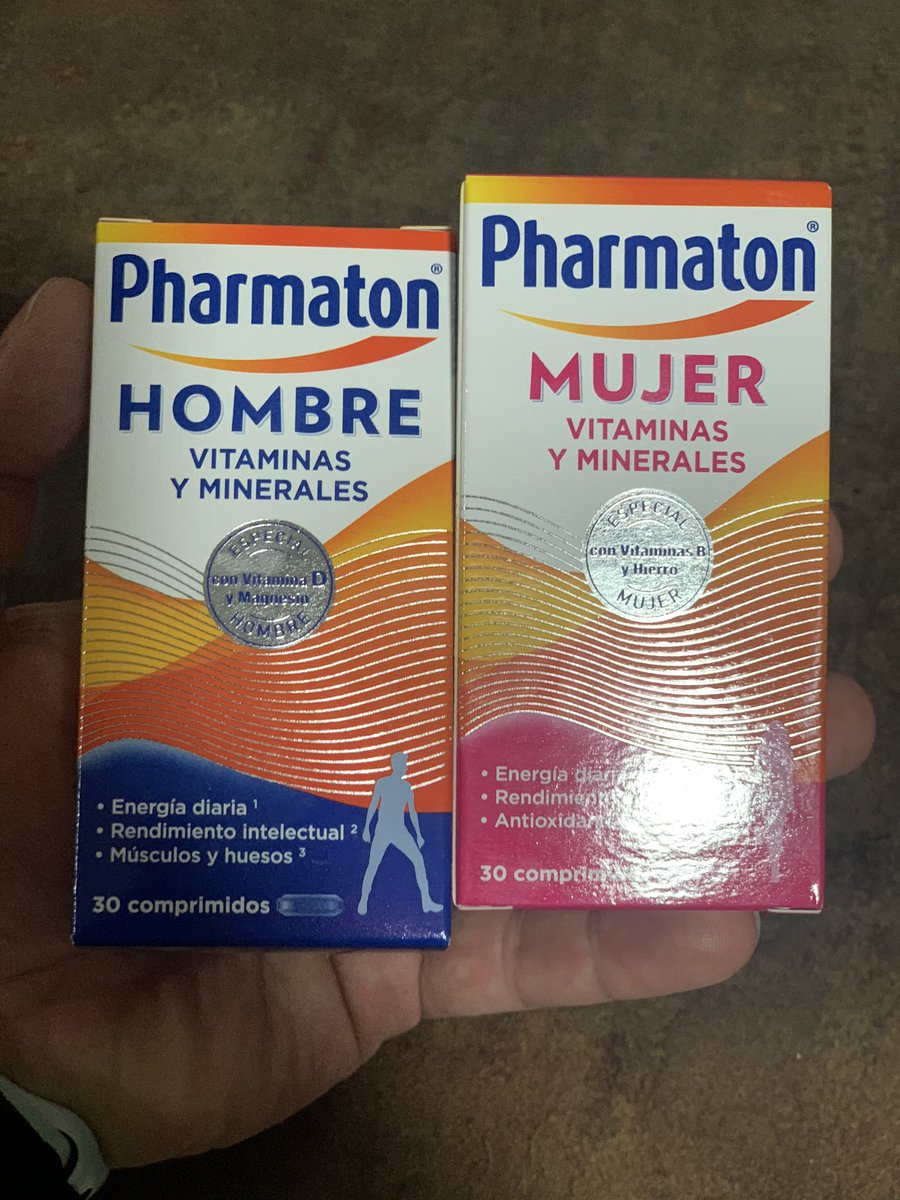 Pharmaton®
HOMBRE
VITAMINAS
Y MINERALES
ESPECIAL
con Vitamina D
y Magnesio
HOMBRE
• Energía diaria ¹
• Rendimiento intelectual ²
• Músculos y huesos ³
30 comprimidos
Pharmaton®
MUJER
VITAMINAS
Y MINERALES
ESPECIAL
con Vitaminas B
y Hierro
MUJER
• Energía
•
•
30